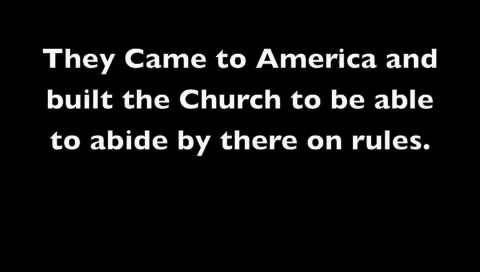 They Came to America and
built the Church to be able
to abide by there on rules.